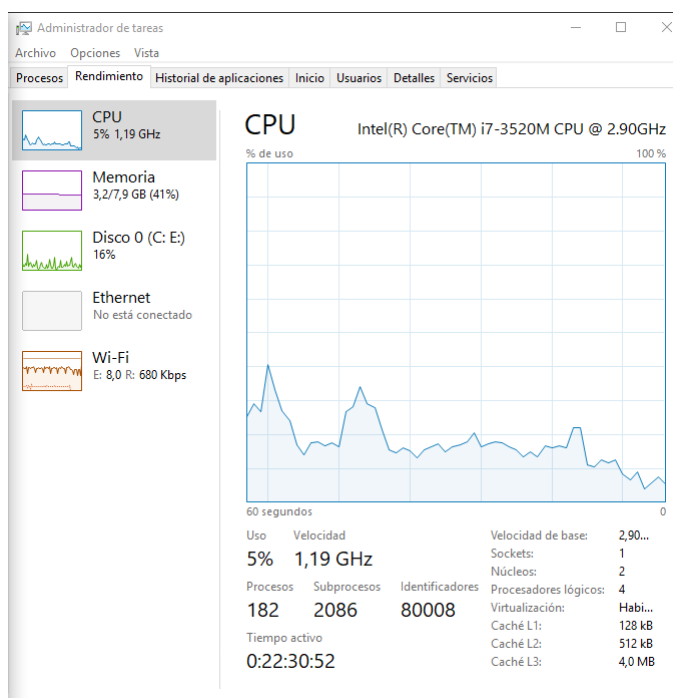 Administrador de tareas
Archivo Opciones Vista
Procesos Rendimiento Historial de aplicaciones Inicio Usuarios Detalles Servicios
CPU
5% 1,19 GHz
Memoria
3,2/7,9 GB (41%)
Disco 0 (C: E:)
16%
Ethernet
No está conectado
Wi-Fi
E: 8,0 R: 680 Kbps
CPU Intel(R) Core(TM) i7-3520M CPU @ 2.90GHz
% de uso 100 %
60 segundos 0
Uso Velocidad
5% 1,19 GHz
Procesos Subprocesos Identificadores
182 2086 80008
Tiempo activo
0:22:30:52
Velocidad de base: 2,90...
Sockets: 1
Núcleos: 2
Procesadores lógicos: 4
Virtualización: Habi...
Caché L1: 128 kB
Caché L2: 512 kB
Caché L3: 4,0 MB